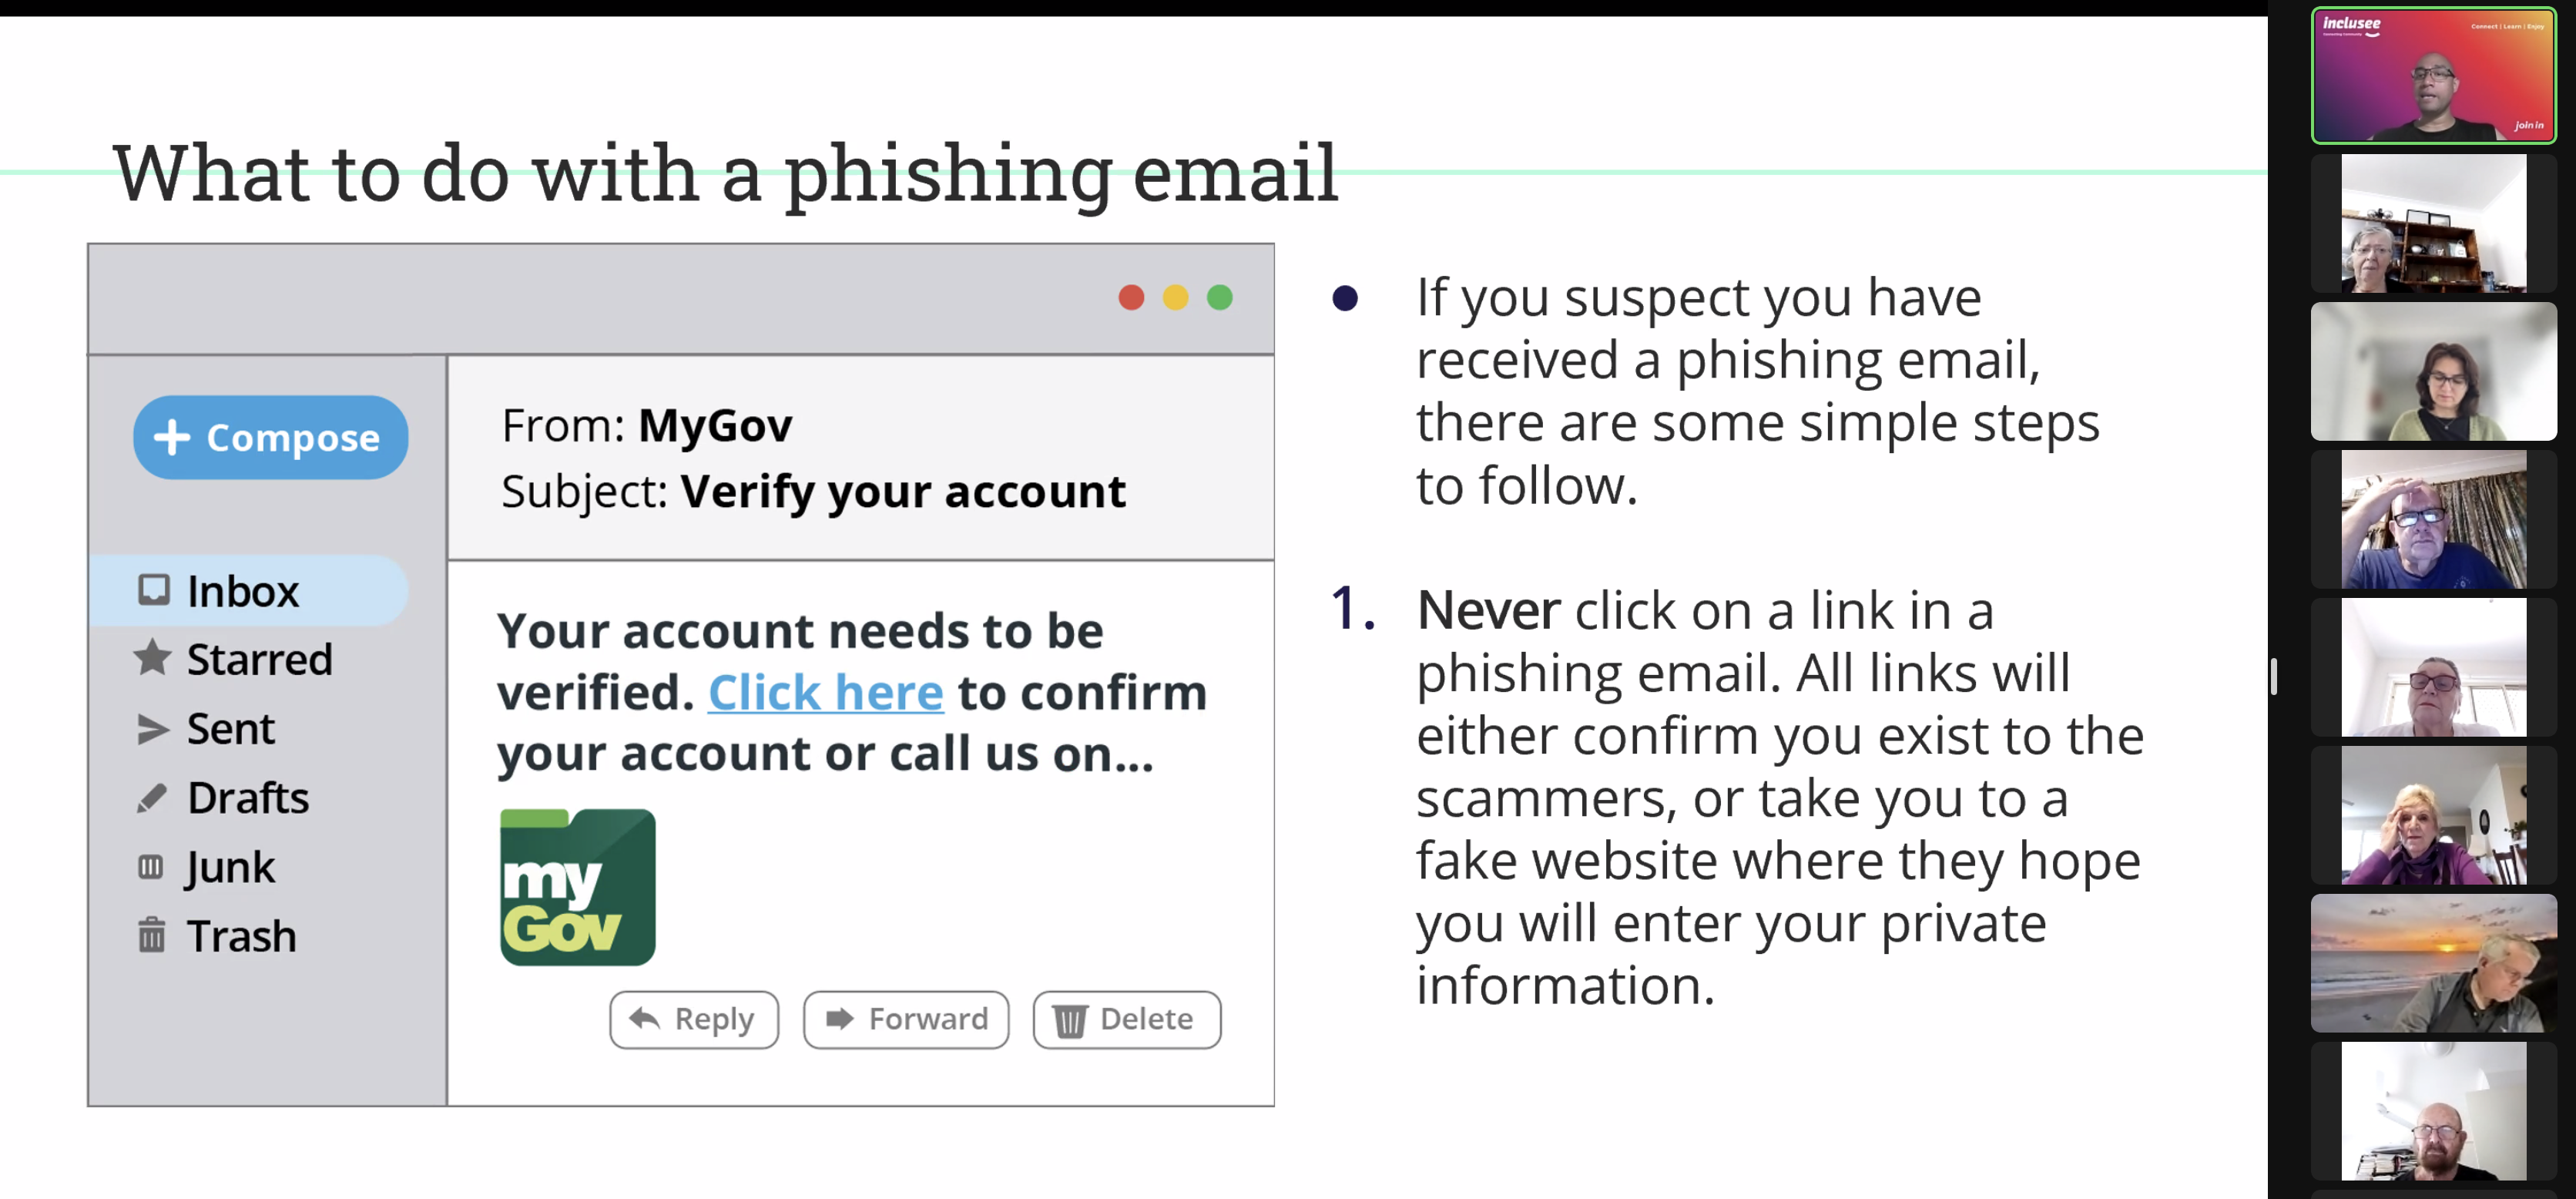 What to do with a phishing email
Compose
Inbox
Starred
Sent
Drafts
Junk
Trash
From: MyGov
Subject: Verify your account
Your account needs to be
verified. Click here to confirm
your account or call us on...
my
Gov
Reply
Forward
Delete
● If you suspect you have
received a phishing email,
there are some simple steps
to follow.
1. Never click on a link in a
phishing email. All links will
either confirm you exist to the
scammers, or take you to a
fake website where they hope
you will enter your private
information.
inclusee
Connecting Community
Connect | Learn | Enjoy
join in